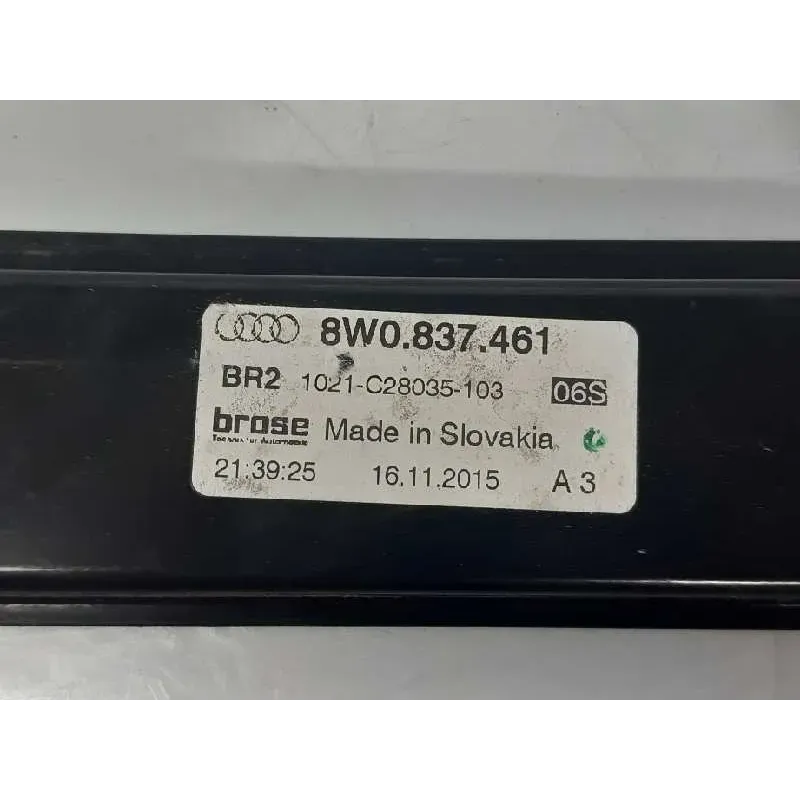 8W0.837.461
BR2 1021-C28035-103 06S
brose Made in Slovakia
21:39:25 16.11.2015 A 3